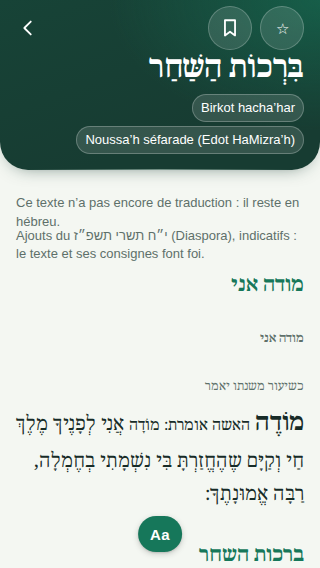 בִּרְכוֹת הַשַּׁחַר
Birkot hacha’har
Noussa’h séfarade (Edot HaMizra’h)
Ce texte n’a pas encore de traduction : il reste en
hébreu.
Ajouts du י״ח תשרי תשפ״ז (Diaspora), indicatifs :
le texte et ses consignes font foi.
מודה אני
מודה אני
כשיעור משנתו יאמר
מוֹדֶה האשה אומרת: מוֹדָה אֲנִי לְפָנֶיךָ מֶלֶךְ
חַי וְקַיָּם שֶׁהֶחֱזַרְתָּ בִּי נִשְׁמָתִי בְחֶמְלָה,
רַבָּה אֱמוּנָתֶךָ:
Aa
ברכות השחר